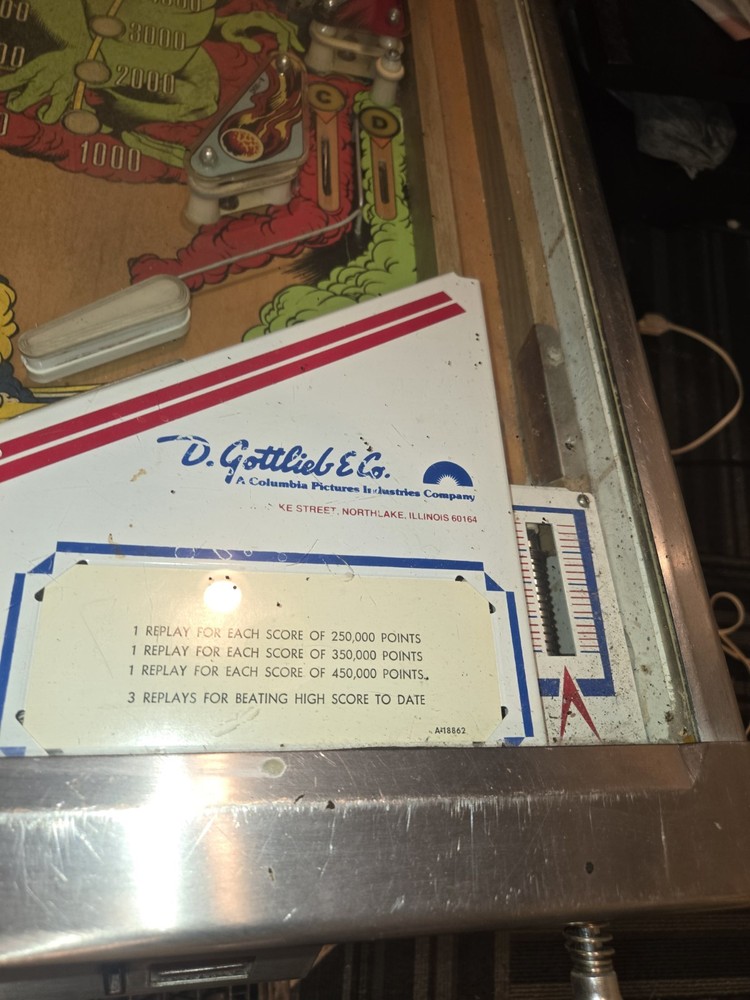 3000
2000
1000
C
D
D. Gottlieb & Co.
A Columbia Pictures Industries Company
KE STREET, NORTHLAKE, ILLINOIS 60164
1 REPLAY FOR EACH SCORE OF 250,000 POINTS
1 REPLAY FOR EACH SCORE OF 350,000 POINTS
1 REPLAY FOR EACH SCORE OF 450,000 POINTS
3 REPLAYS FOR BEATING HIGH SCORE TO DATE
A-18862